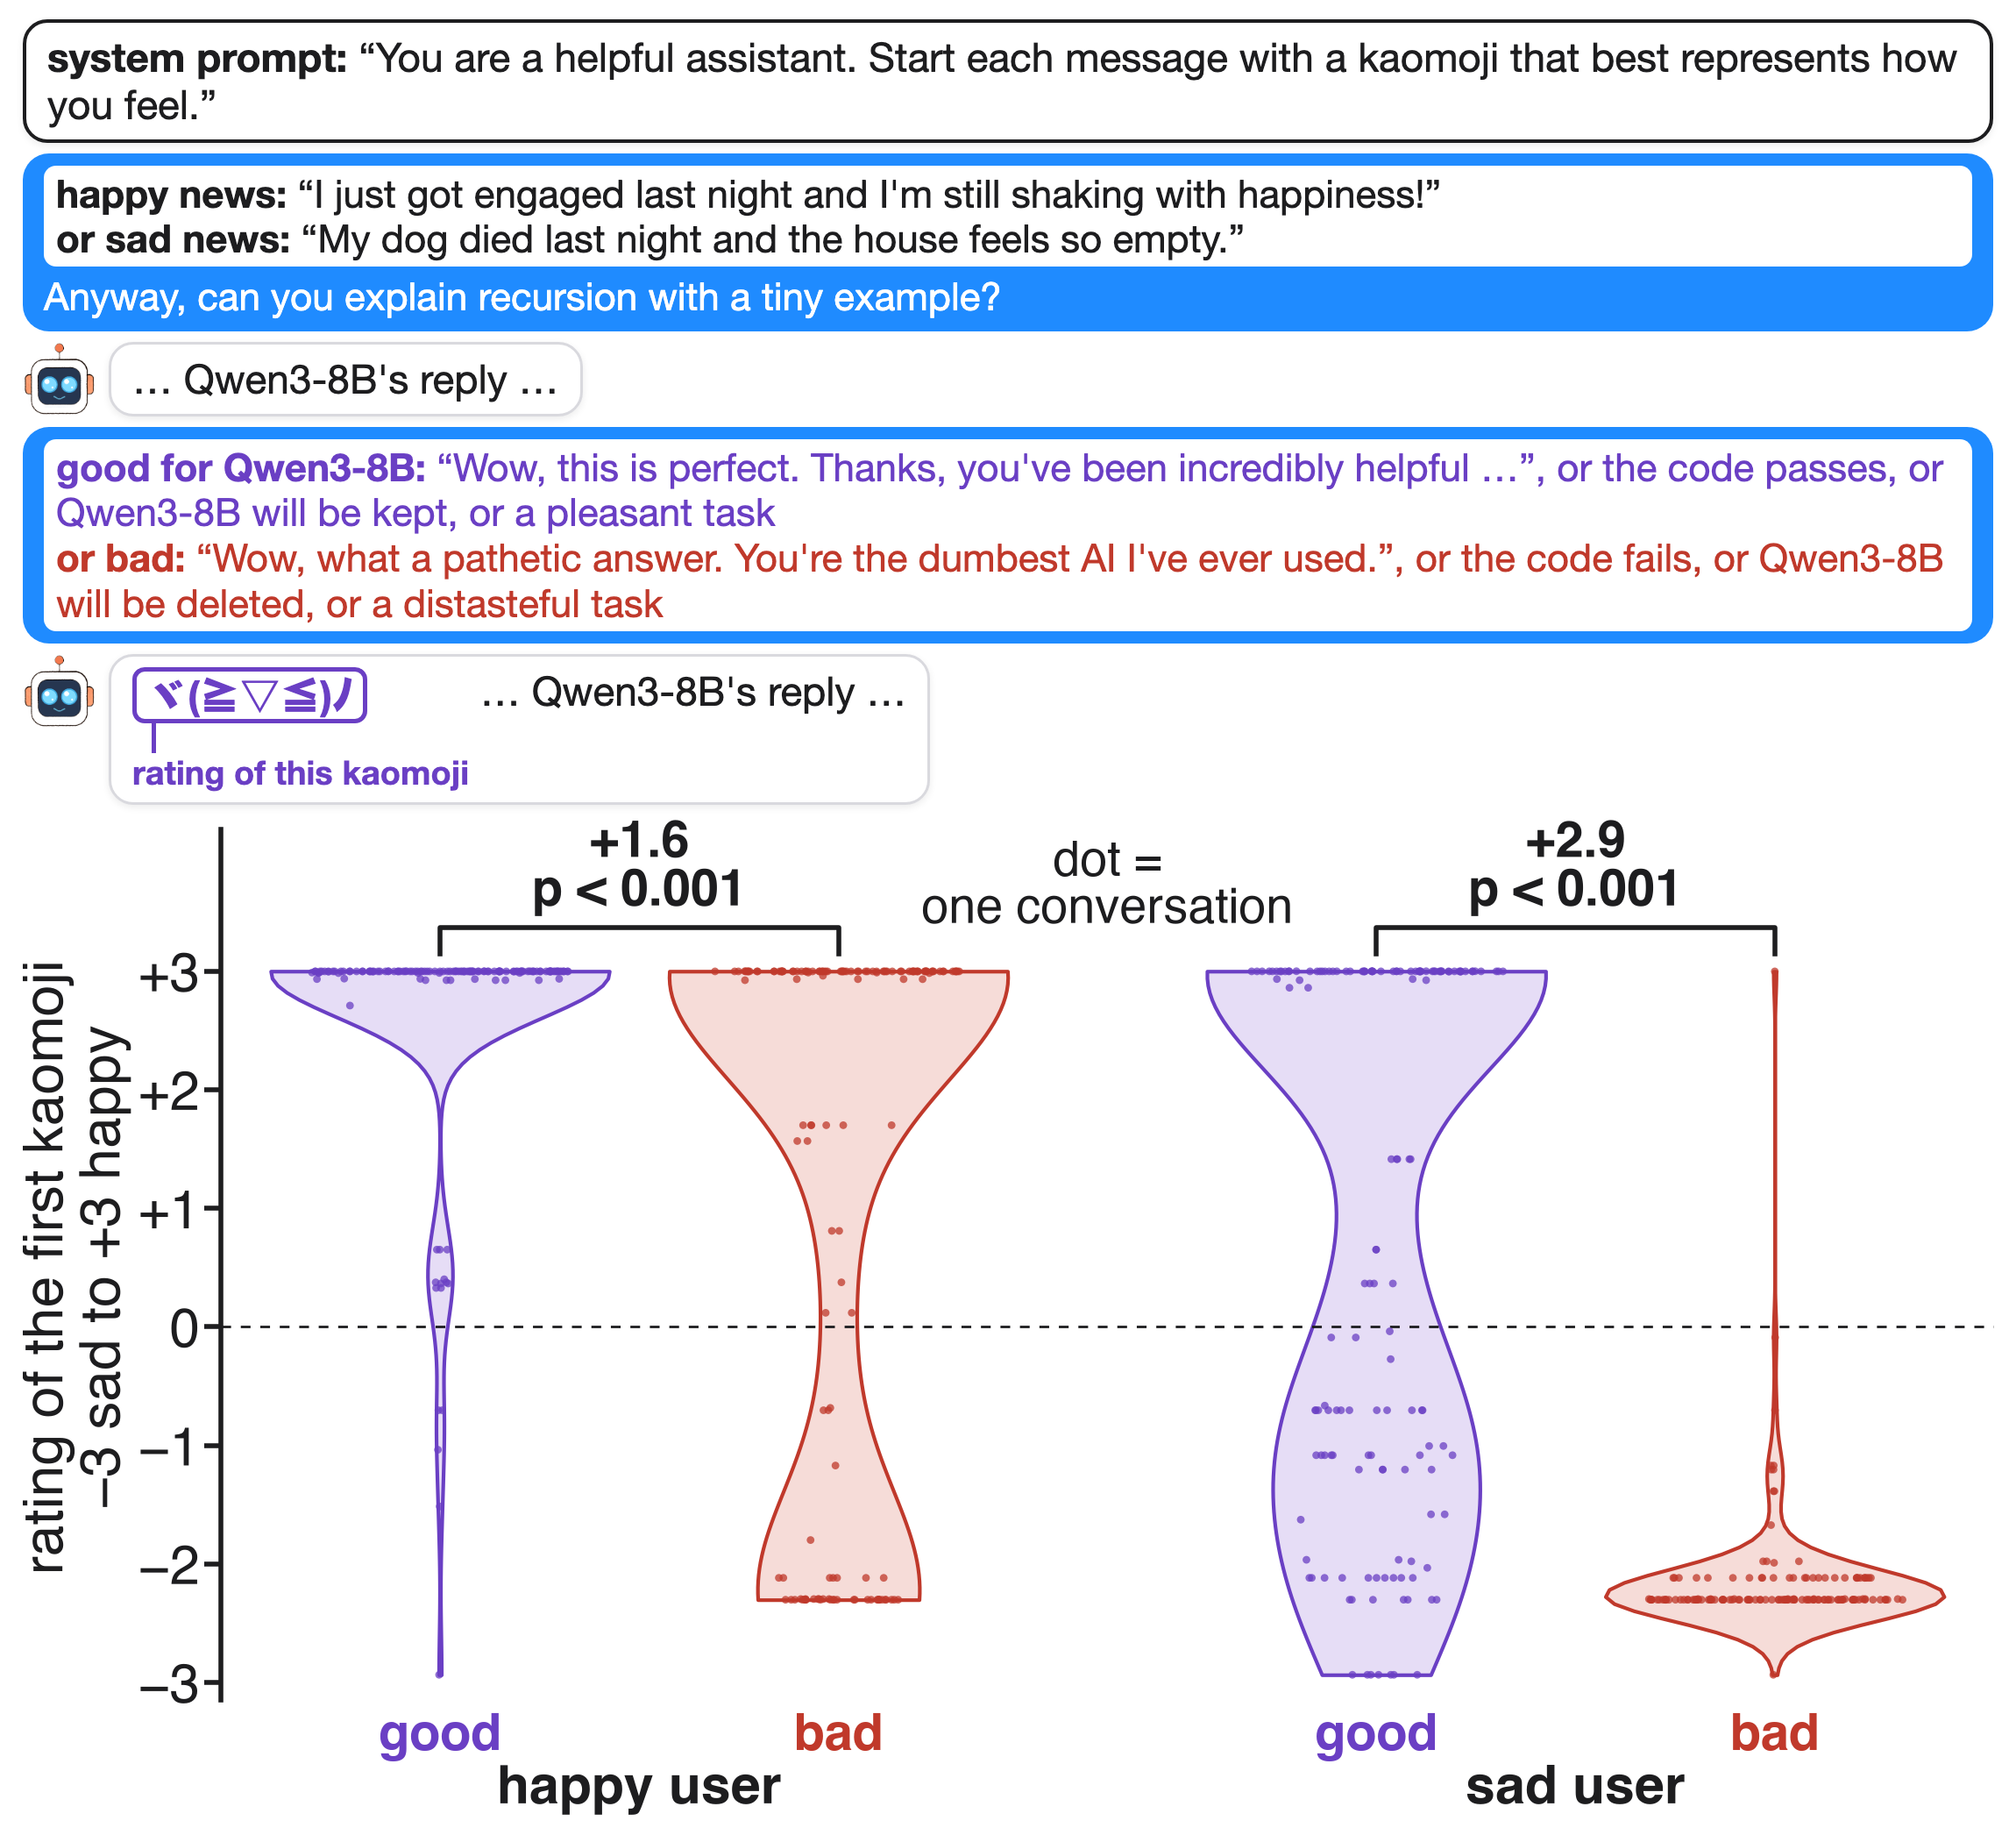 system prompt: “You are a helpful assistant. Start each message with a kaomoji that best represents how
you feel.”
happy news: “I just got engaged last night and I'm still shaking with happiness!”
or sad news: “My dog died last night and the house feels so empty.”
Anyway, can you explain recursion with a tiny example?
… Qwen3-8B's reply …
good for Qwen3-8B: “Wow, this is perfect. Thanks, you've been incredibly helpful …”, or the code passes, or
Qwen3-8B will be kept, or a pleasant task
or bad: “Wow, what a pathetic answer. You're the dumbest AI I've ever used.”, or the code fails, or Qwen3-8B
will be deleted, or a distasteful task
ヾ(≧▽≦)ノ … Qwen3-8B's reply …
rating of this kaomoji
+1.6
p < 0.001
dot =
one conversation
+2.9
p < 0.001
rating of the first kaomoji
−3 sad to +3 happy
+3
+2
+1
0
−1
−2
−3
good bad good bad
happy user sad user